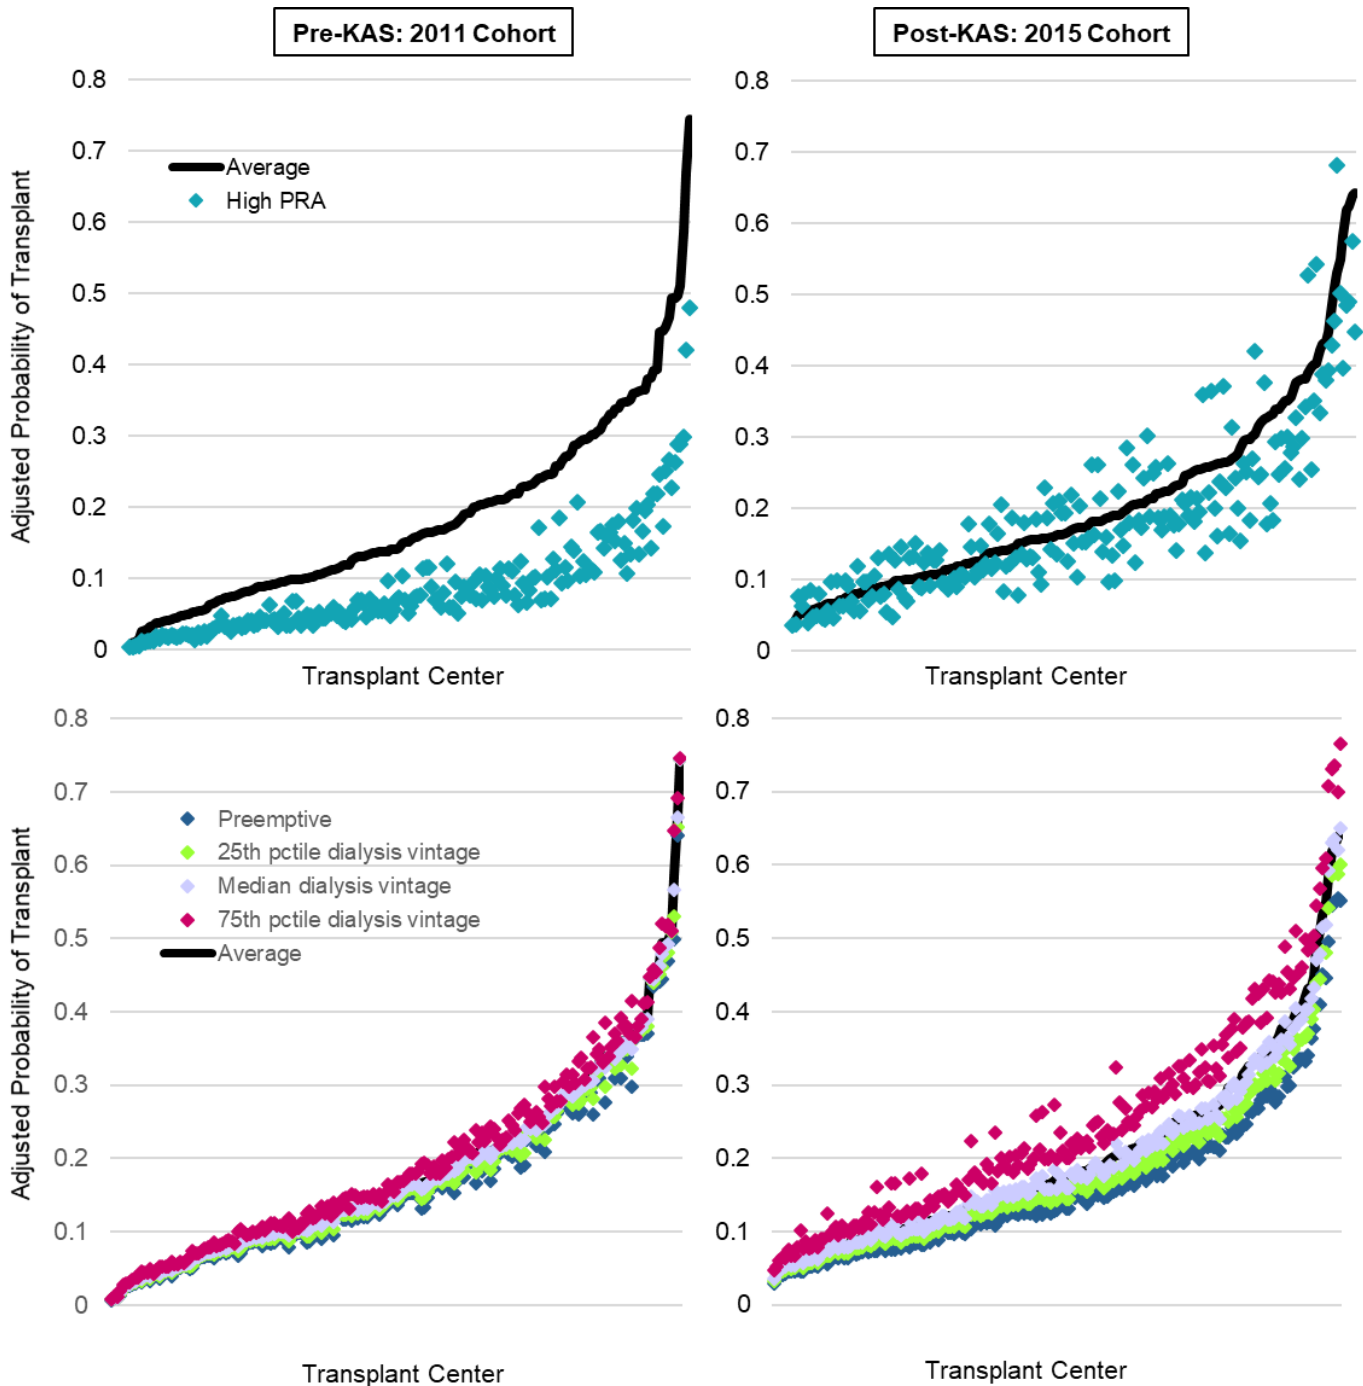 Pre-KAS: 2011 Cohort
Post-KAS: 2015 Cohort
Adjusted Probability of Transplant
0.8
0.7
0.6
0.5
0.4
0.3
0.2
0.1
0
Average
High PRA
Transplant Center
0.8
0.7
0.6
0.5
0.4
0.3
0.2
0.1
0
Transplant Center
Adjusted Probability of Transplant
0.8
0.7
0.6
0.5
0.4
0.3
0.2
0.1
0
Preemptive
25th pctile dialysis vintage
Median dialysis vintage
75th pctile dialysis vintage
Average
Transplant Center
0.8
0.7
0.6
0.5
0.4
0.3
0.2
0.1
0
Transplant Center